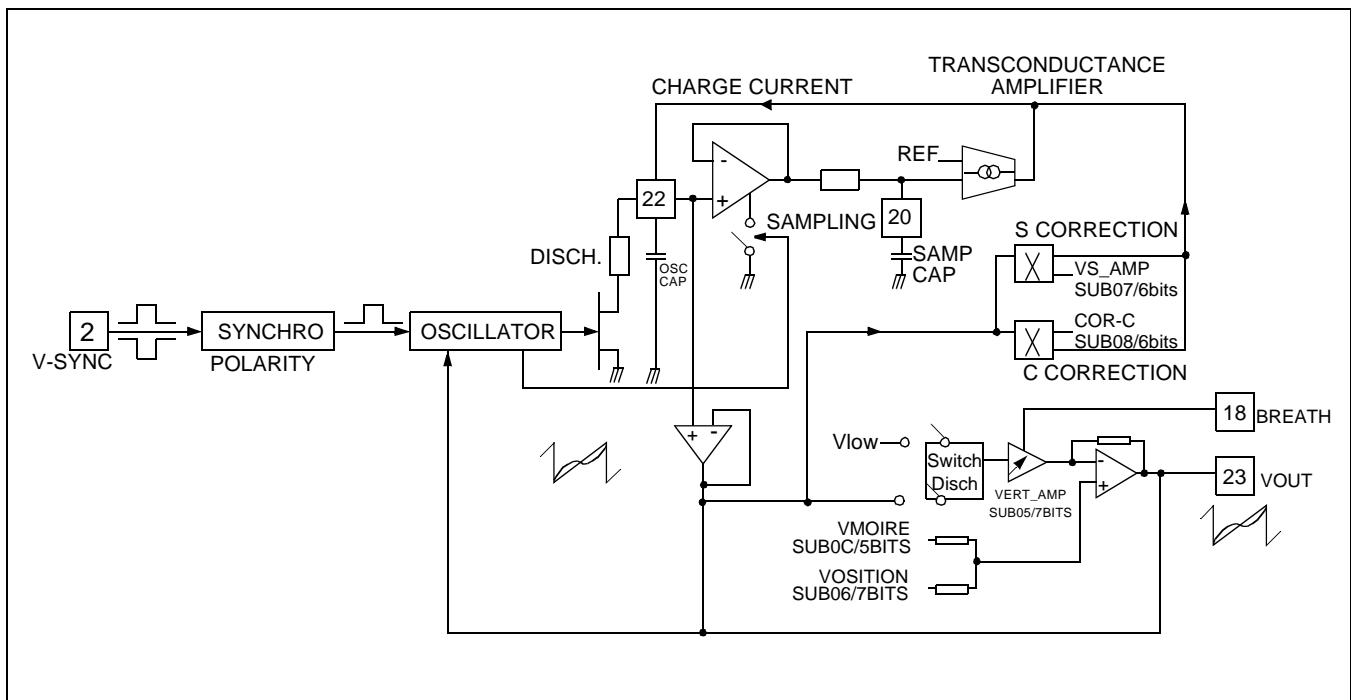 TRANSCONDUCTANCE
AMPLIFIER
CHARGE CURRENT
REF
-
+
22
20
SAMPLING
SAMP
CAP
DISCH.
OSC
CAP
S CORRECTION
VS_AMP
SUB07/6bits
COR-C
SUB08/6bits
C CORRECTION
2
V-SYNC
SYNCHRO
POLARITY
OSCILLATOR
+ -
18
BREATH
Vlow
Switch
Disch
VERT_AMP
SUB05/7BITS
-
+
23
VOUT
VMOIRE
SUB0C/5BITS
VOSITION
SUB06/7BITS